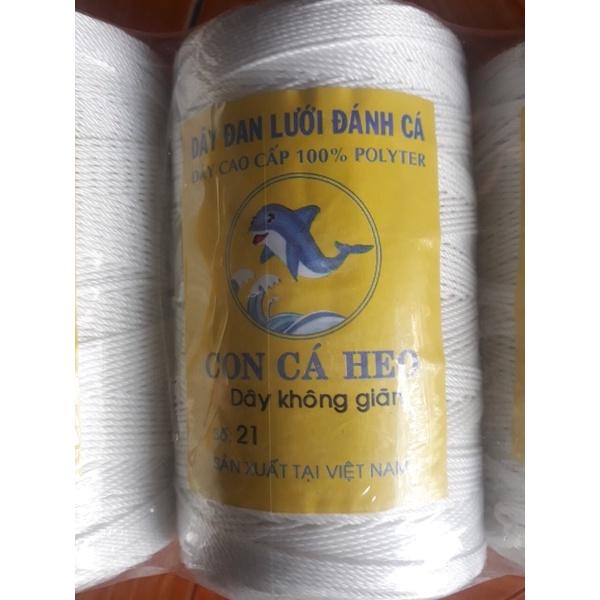 DÂY ĐAN LƯỚI ĐÁNH CÁ
DÂY CAO CẤP 100% POLYTER
CON CÁ HEO
Dây không giãn
Số: 21
SẢN XUẤT TẠI VIỆT NAM